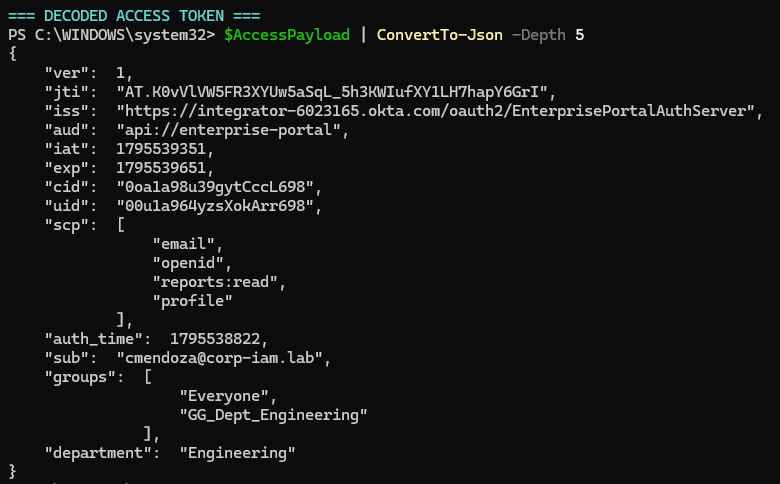 === DECODED ACCESS TOKEN ===
PS C:\WINDOWS\system32> $AccessPayload | ConvertTo-Json -Depth 5
{
    "ver":  1,
    "jti":  "AT.K0vVlVW5FR3XYUw5aSqL_5h3KWIufXY1LH7hapY6GrI",
    "iss":  "https://integrator-6023165.okta.com/oauth2/EnterprisePortalAuthServer",
    "aud":  "api://enterprise-portal",
    "iat":  1795539351,
    "exp":  1795539651,
    "cid":  "0oa1a98u39gytCccL698",
    "uid":  "00u1a964yzsXokArr698",
    "scp":  [
                "email",
                "openid",
                "reports:read",
                "profile"
            ],
    "auth_time":  1795538822,
    "sub":  "cmendoza@corp-iam.lab",
    "groups":  [
                   "Everyone",
                   "GG_Dept_Engineering"
               ],
    "department":  "Engineering"
}